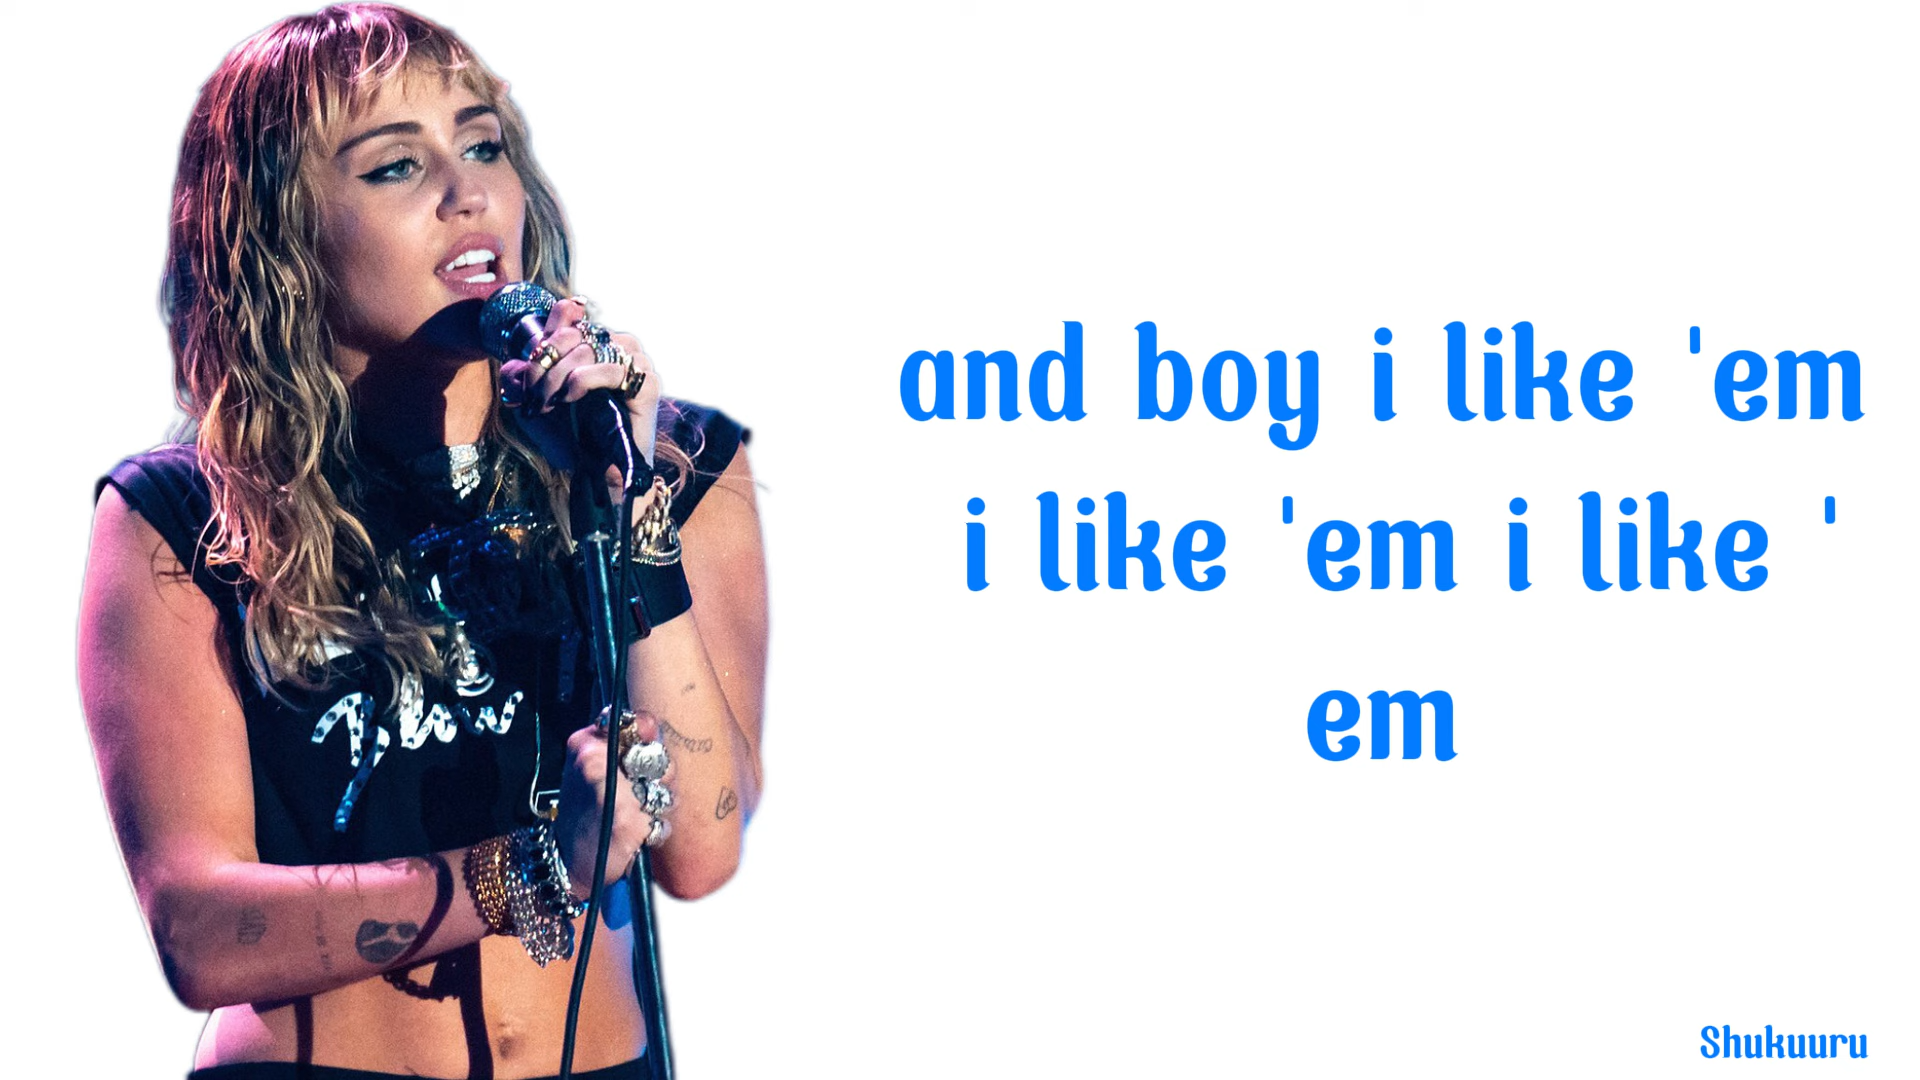 and boy i like 'em
i like 'em i like '
em
Shukuuru